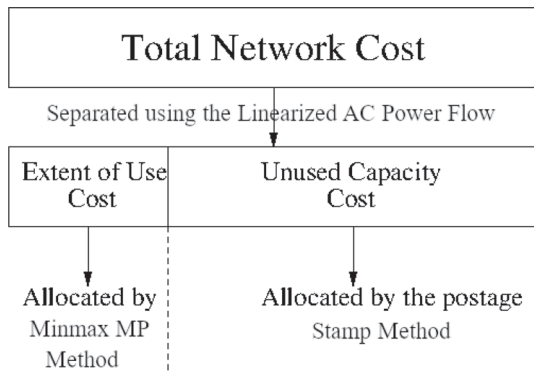 Total Network Cost
Separated using the Linearized AC Power Flow
Extent of Use
Cost
Unused Capacity
Cost
Allocated by
Minmax MP
Method
Allocated by the postage
Stamp Method